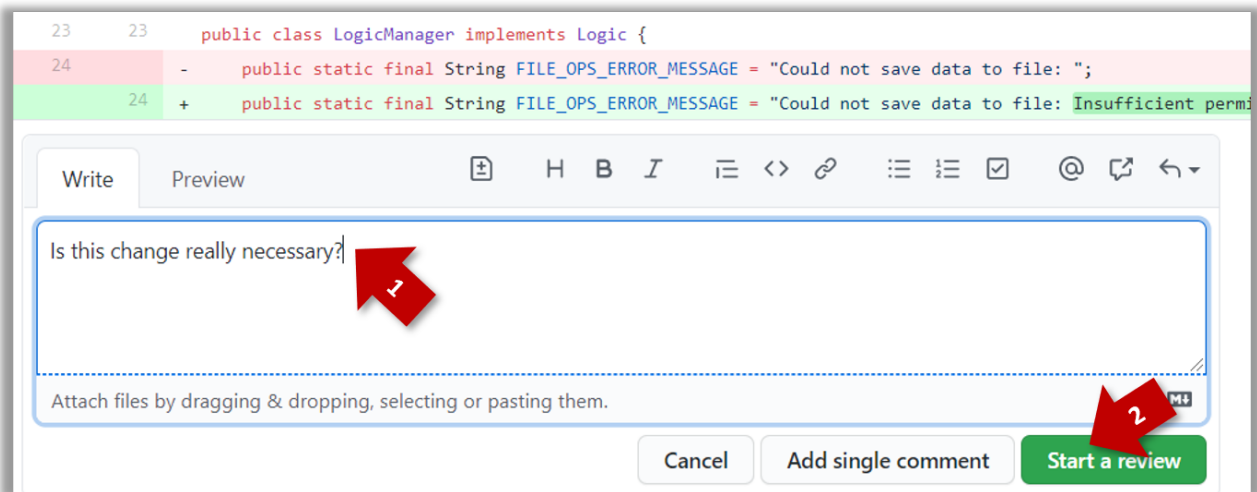 23 23 public class LogicManager implements Logic {
24 - public static final String FILE_OPS_ERROR_MESSAGE = "Could not save data to file: ";
24 + public static final String FILE_OPS_ERROR_MESSAGE = "Could not save data to file: Insufficient permi
Write Preview H B I <> @
Is this change really necessary?
1
Attach files by dragging & dropping, selecting or pasting them. M↓
2
Cancel Add single comment Start a review